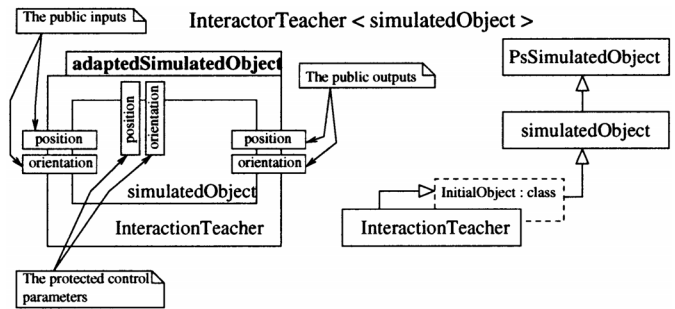 The public inputs
InteractorTeacher < simulatedObject >
adaptedSimulatedObject
The public outputs
position
orientation
position
orientation
position
orientation
simulatedObject
InteractionTeacher
The protected control
parameters
PsSimulatedObject
simulatedObject
InitialObject : class
InteractionTeacher